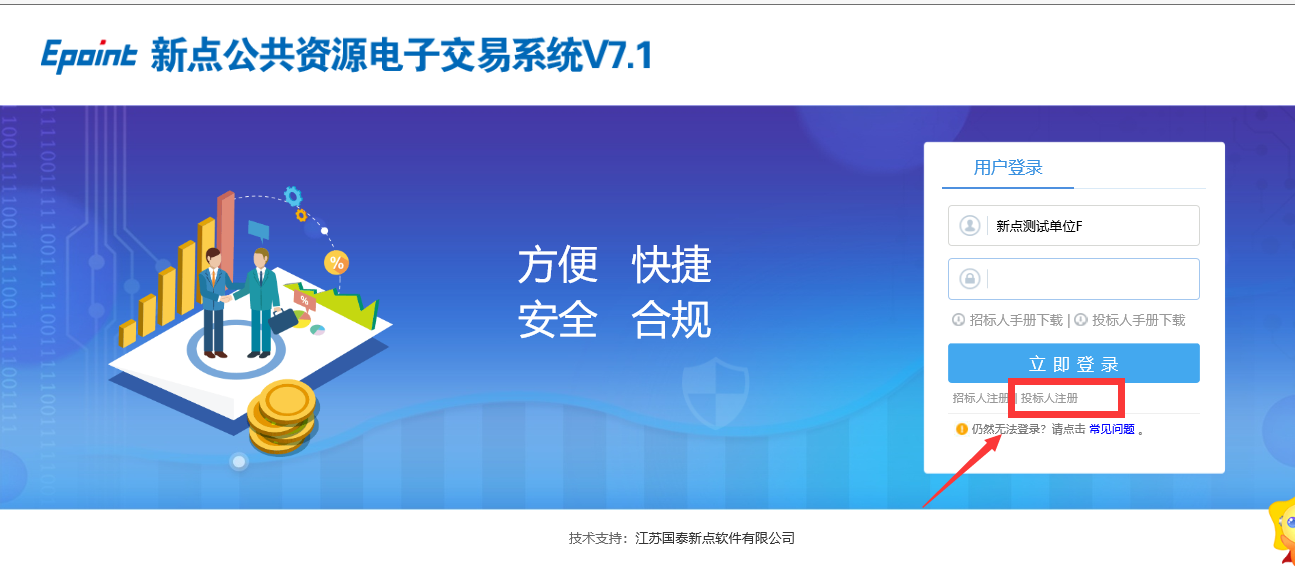 Epoint 新点公共资源电子交易系统V7.1
用户登录
新点测试单位F
方便 快捷
安全 合规
%
%
招标人手册下载 | 投标人手册下载
立即登录
招标人注册 | 投标人注册
仍然无法登录？请点击 常见问题 。
技术支持：江苏国泰新点软件有限公司